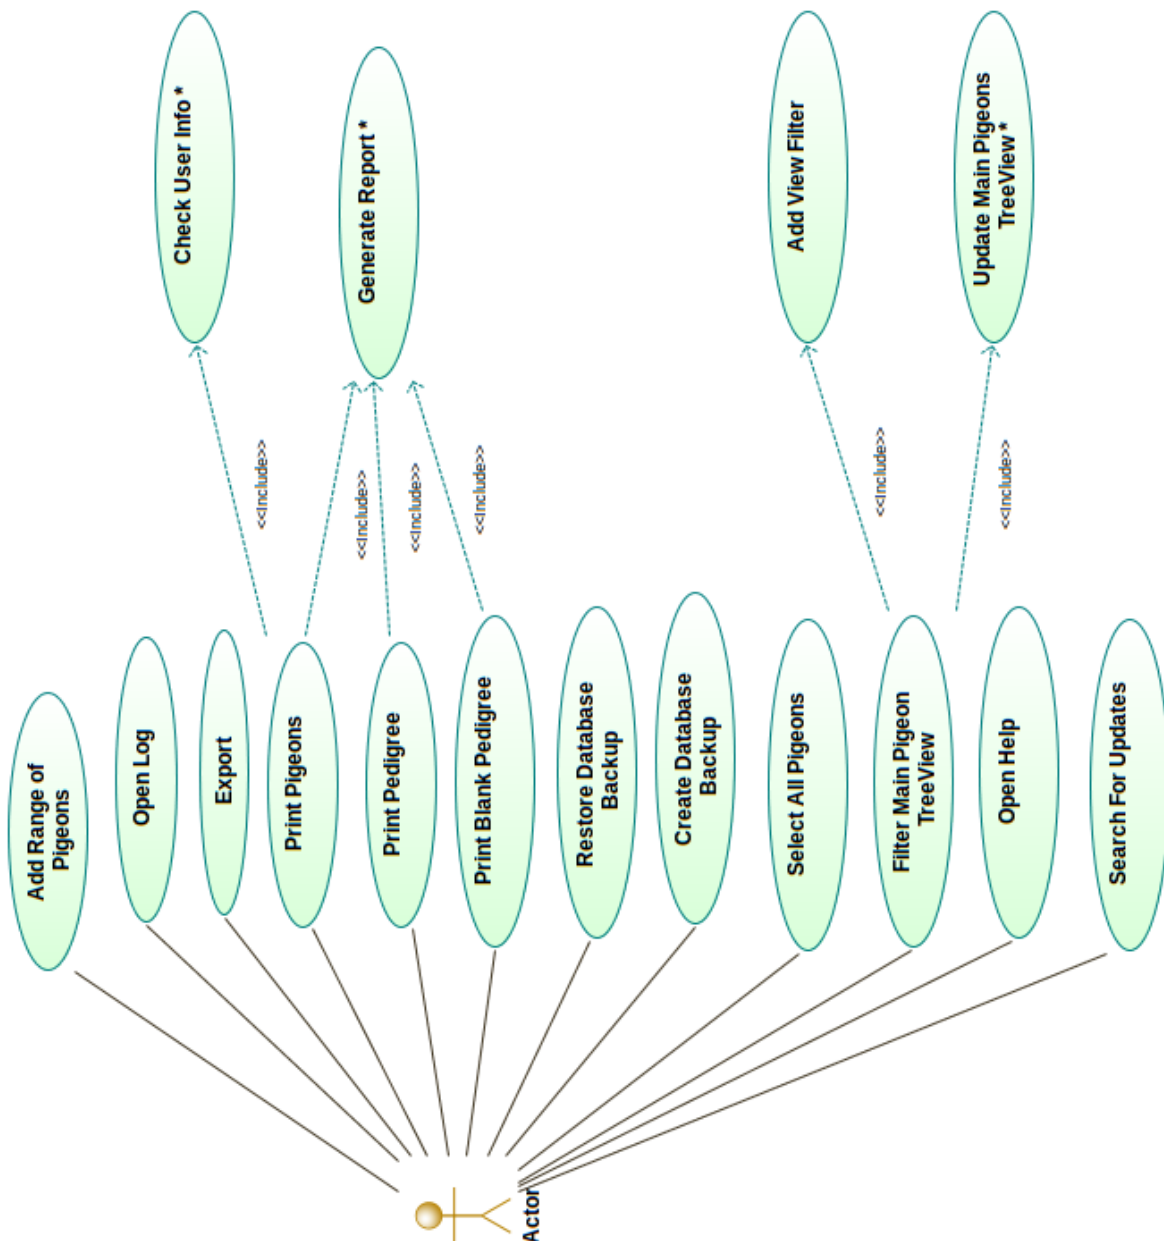 Check User Info *
Generate Report *
Add View Filter
Update Main Pigeons
TreeView *
<<Include>>
<<Include>>
<<Include>>
<<Include>>
<<Include>>
<<Include>>
Add Range of
Pigeons
Open Log
Export
Print Pigeons
Print Pedigree
Print Blank Pedigree
Restore Database
Backup
Create Database
Backup
Select All Pigeons
Filter Main Pigeon
TreeView
Open Help
Search For Updates
Actor